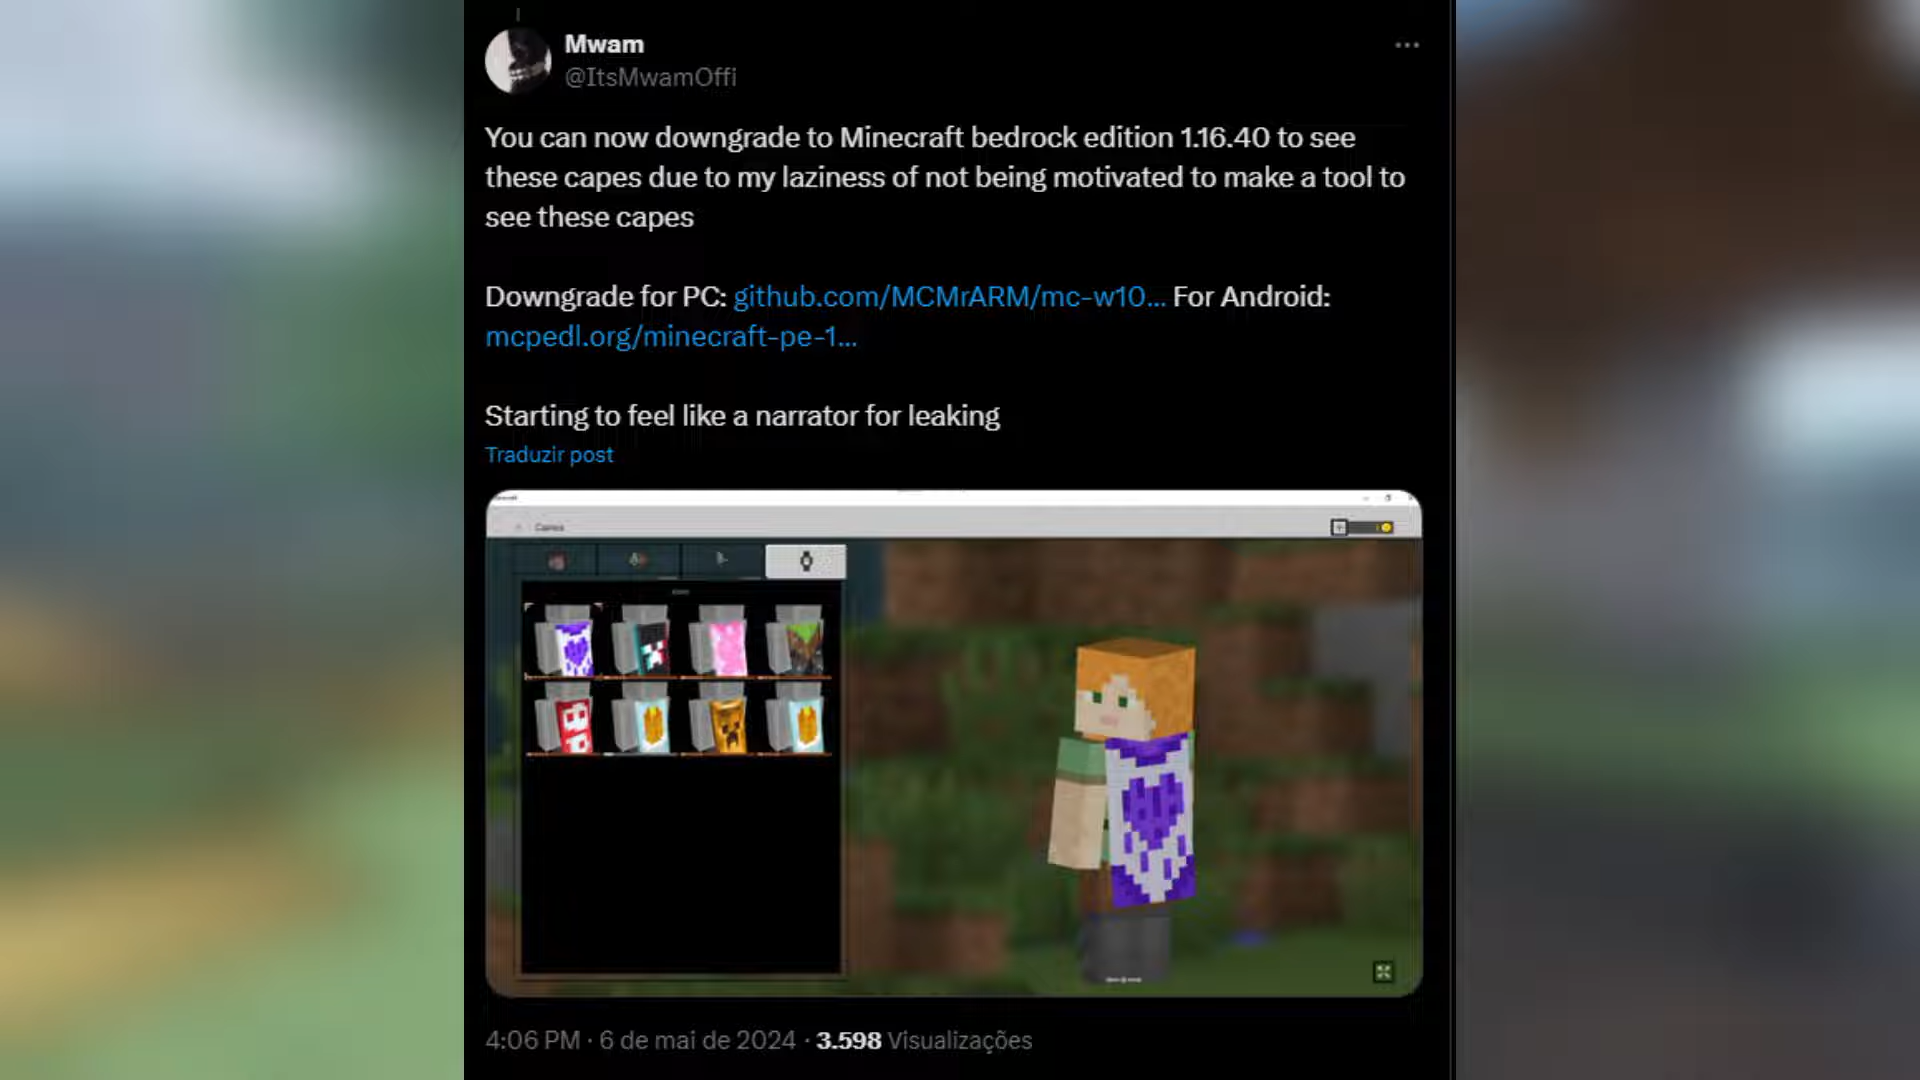 Mwam
@ItsMwamOffi
You can now downgrade to Minecraft bedrock edition 1.16.40 to see
these capes due to my laziness of not being motivated to make a tool to
see these capes
Downgrade for PC: github.com/MCMrARM/mc-w10... For Android:
mcpedl.org/minecraft-pe-1...
Starting to feel like a narrator for leaking
Traduzir post
Capes
4:06 PM · 6 de mai de 2024 · 3.598 Visualizações